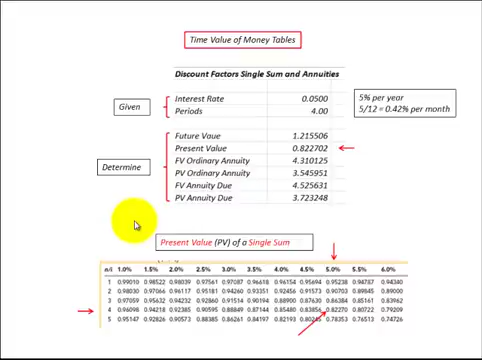 Time Value of Money Tables
Discount Factors Single Sum and Annuities
Given
Interest Rate 0.0500
Periods 4.00
5% per year
5/12 = 0.42% per month
Determine
Future Vaue 1.215506
Present Value 0.822702
FV Ordinary Annuity 4.310125
PV Ordinary Annuity 3.545951
FV Annuity Due 4.525631
PV Annuity Due 3.723248
Present Value (PV) of a Single Sum
n/i 1.0% 1.5% 2.0% 2.5% 3.0% 3.5% 4.0% 4.5% 5.0% 5.5% 6.0%
1 0.99010 0.98522 0.98039 0.97561 0.97087 0.96618 0.96154 0.95694 0.95238 0.94787 0.94340
2 0.98030 0.97066 0.96117 0.95181 0.94260 0.93351 0.92456 0.91573 0.90703 0.89845 0.89000
3 0.97059 0.95632 0.94232 0.92860 0.91514 0.90194 0.88900 0.87630 0.86384 0.85161 0.83962
4 0.96098 0.94218 0.92385 0.90595 0.88849 0.87144 0.85480 0.83856 0.82270 0.80722 0.79209
5 0.95147 0.92826 0.90573 0.88385 0.86261 0.84197 0.82193 0.80245 0.78353 0.76513 0.74726